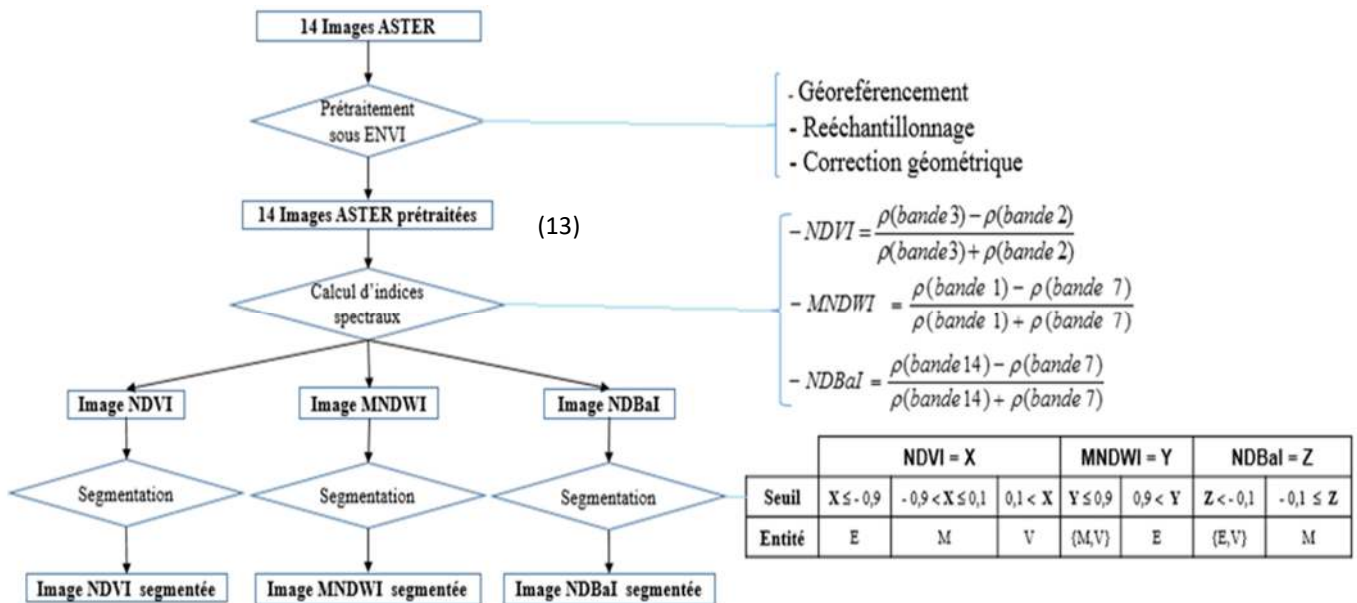 14 Images ASTER
Prétraitement
sous ENVI
- Géoreférencement
- Reéchantillonnage
- Correction géométrique
14 Images ASTER prétraitées
(13)
Calcul d'indices
spectraux
− NDVI = (ρ(bande 3) − ρ(bande 2)) / (ρ(bande 3) + ρ(bande 2))
− MNDWI = (ρ(bande 1) − ρ(bande 7)) / (ρ(bande 1) + ρ(bande 7))
− NDBaI = (ρ(bande 14) − ρ(bande 7)) / (ρ(bande 14) + ρ(bande 7))
Image NDVI
Image MNDWI
Image NDBaI
Segmentation
Segmentation
Segmentation
NDVI = X MNDWI = Y NDBaI = Z
Seuil X ≤ - 0,9 - 0,9 < X ≤ 0,1 0,1 < X Y ≤ 0,9 0,9 < Y Z < - 0,1 - 0,1 ≤ Z
Entité E M V {M,V} E {E,V} M
Image NDVI segmentée
Image MNDWI segmentée
Image NDBaI segmentée